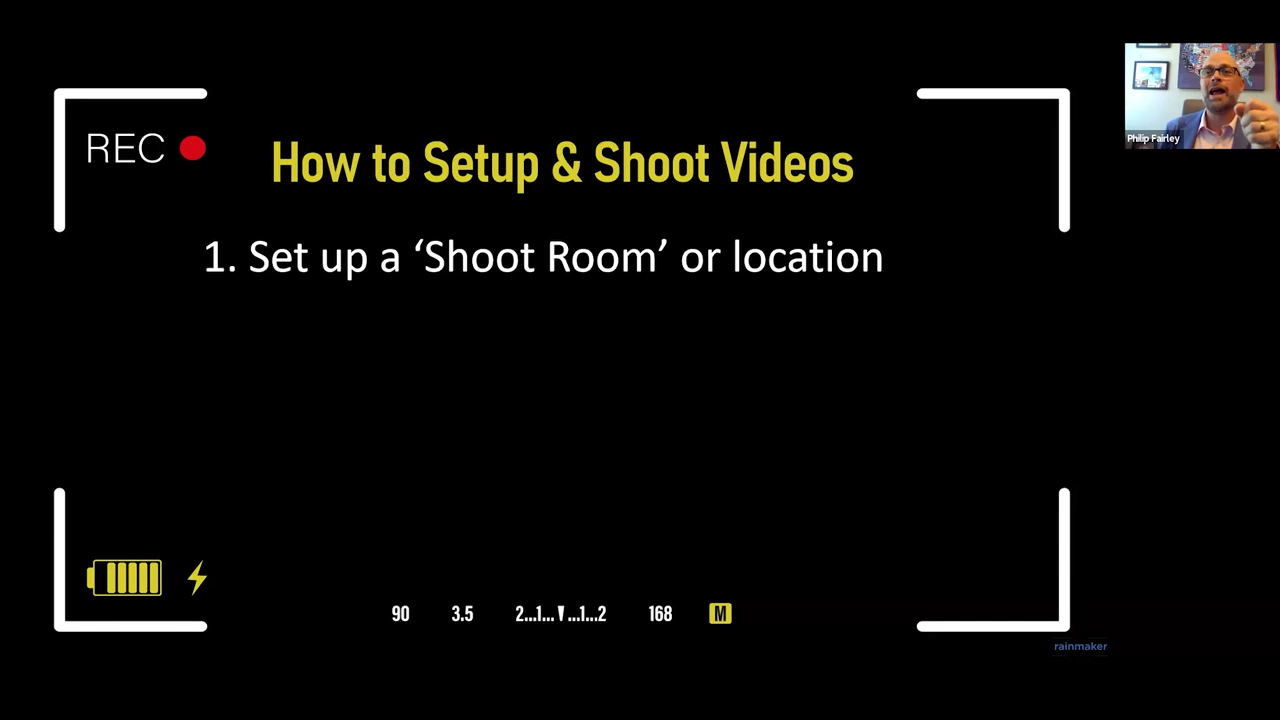 REC
How to Setup & Shoot Videos
1. Set up a ‘Shoot Room’ or location
Philip Fairley
90 3.5 2...1... ...1...2 168 M
rainmaker